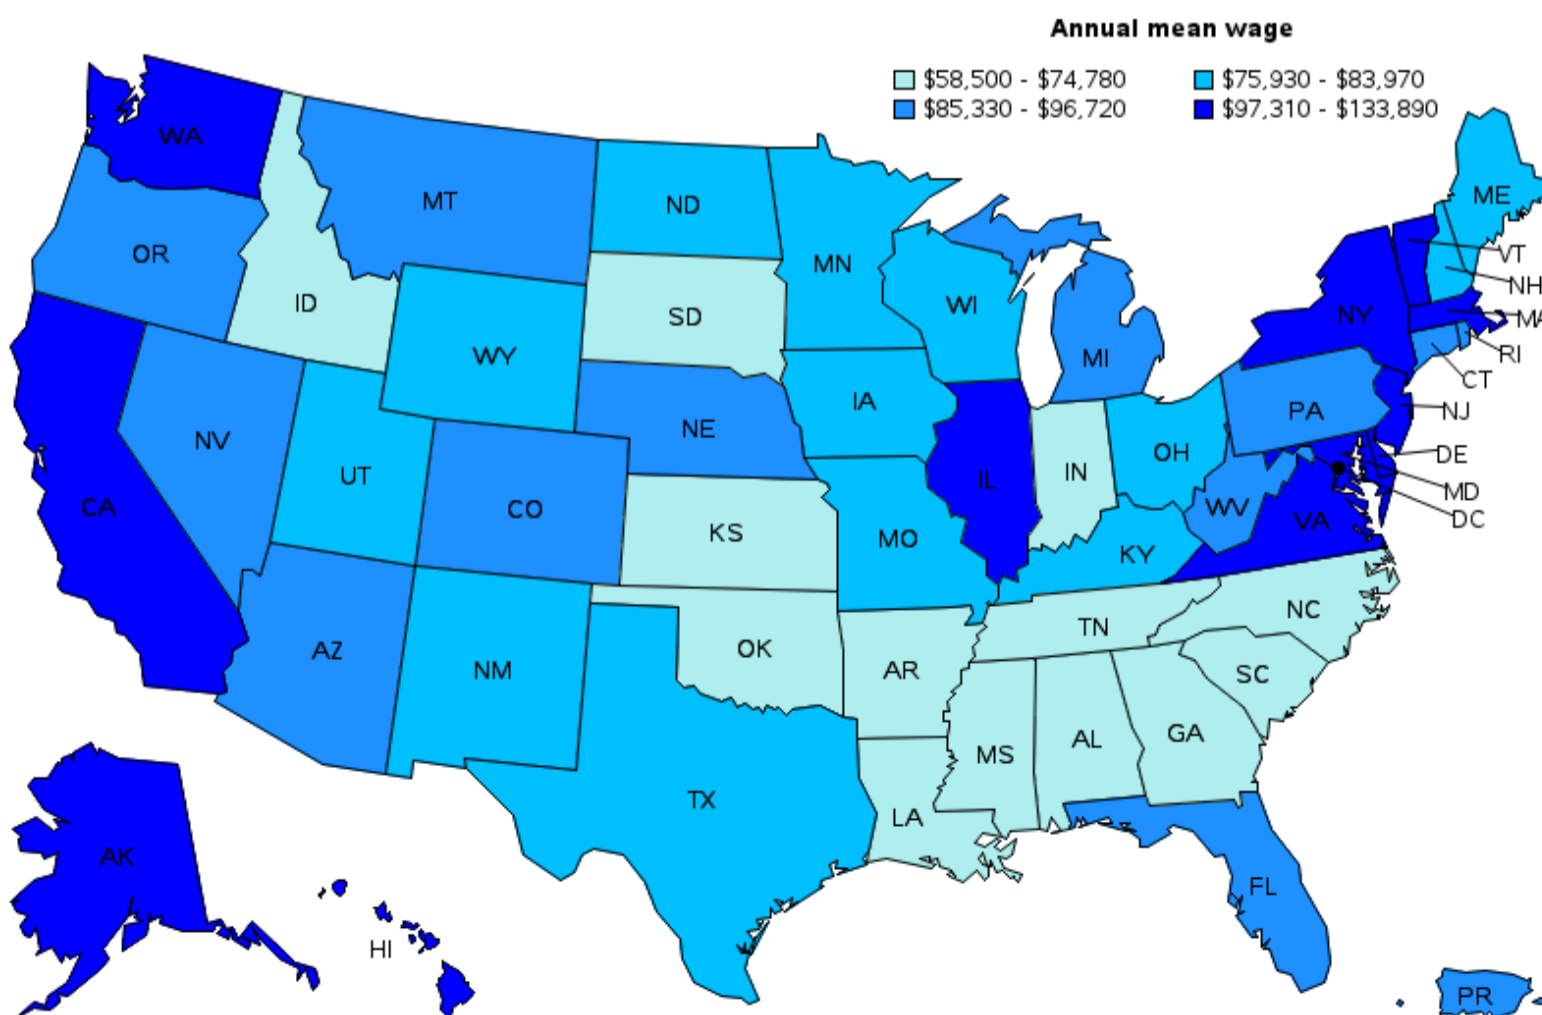 Annual mean wage
$58,500 - $74,780 $75,930 - $83,970
$85,330 - $96,720 $97,310 - $133,890
WA
MT
ND
ME
OR
MN
VT
ID
SD
WI
NH
NY
MA
WY
MI
RI
CT
IA
NE
PA
NJ
NV
OH
DE
UT
IN
IL
MD
CA
CO
WV
DC
VA
KS
MO
KY
NC
TN
AZ
OK
NM
AR
SC
GA
AL
MS
TX
LA
AK
FL
HI
PR